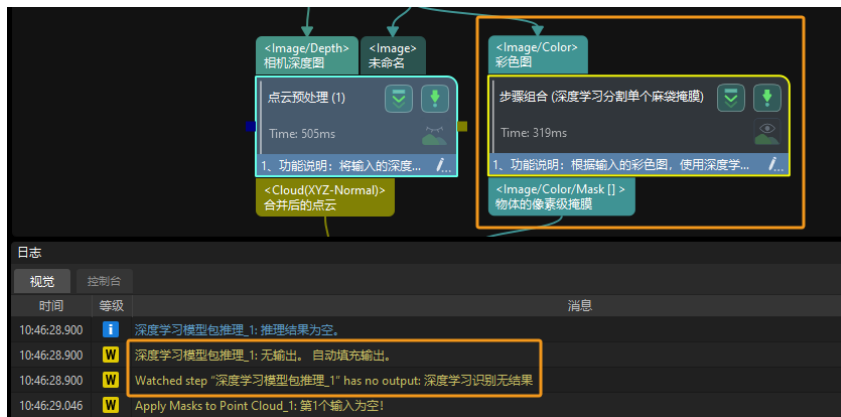 <Image/Depth>
相机深度图
<Image>
未命名
<Image/Color>
彩色图
点云预处理 (1)
Time: 505ms
1、功能说明：将输入的深度...
<Cloud(XYZ-Normal)>
合并后的点云
步骤组合 (深度学习分割单个麻袋掩膜)
Time: 319ms
1、功能说明：根据输入的彩色图，使用深度学...
<Image/Color/Mask [] >
物体的像素级掩膜
日志
视觉
控制台
时间 等级 消息
10:46:28.900 i 深度学习模型包推理_1: 推理结果为空。
10:46:28.900 W 深度学习模型包推理_1: 无输出。 自动填充输出。
10:46:28.900 W Watched step "深度学习模型包推理_1" has no output: 深度学习识别无结果
10:46:29.046 W Apply Masks to Point Cloud_1: 第1个输入为空!